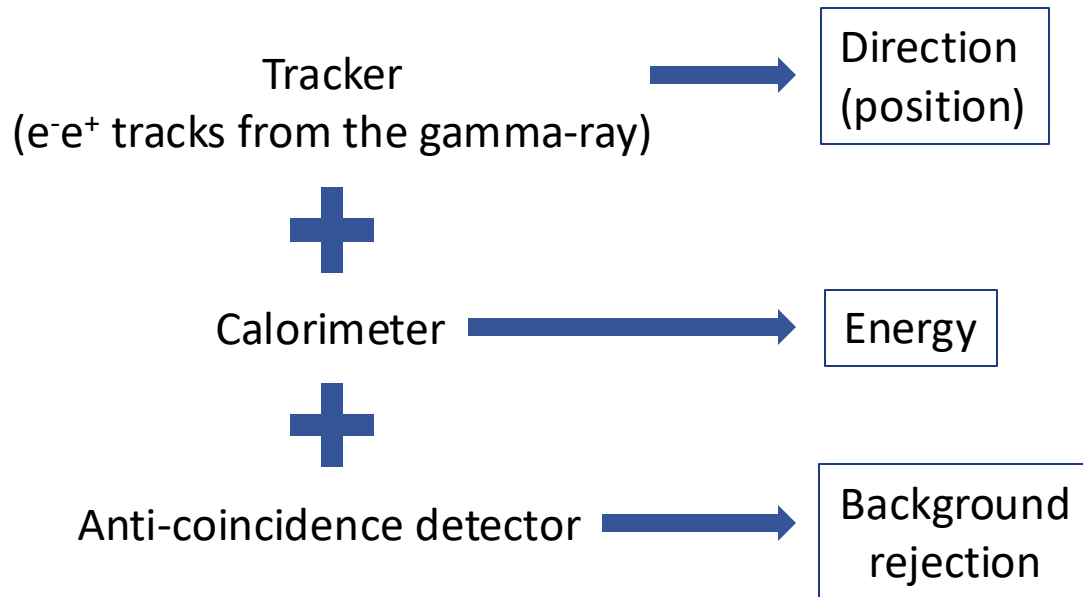 Tracker
(e⁻e⁺ tracks from the gamma-ray)
Direction
(position)
Calorimeter
Energy
Anti-coincidence detector
Background
rejection